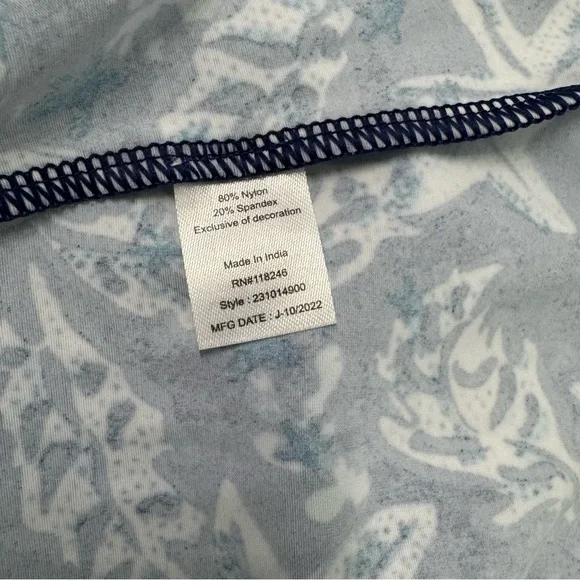 80% Nylon
20% Spandex
Exclusive of decoration
Made In India
RN#118246
Style : 231014900
MFG DATE : J-10/2022